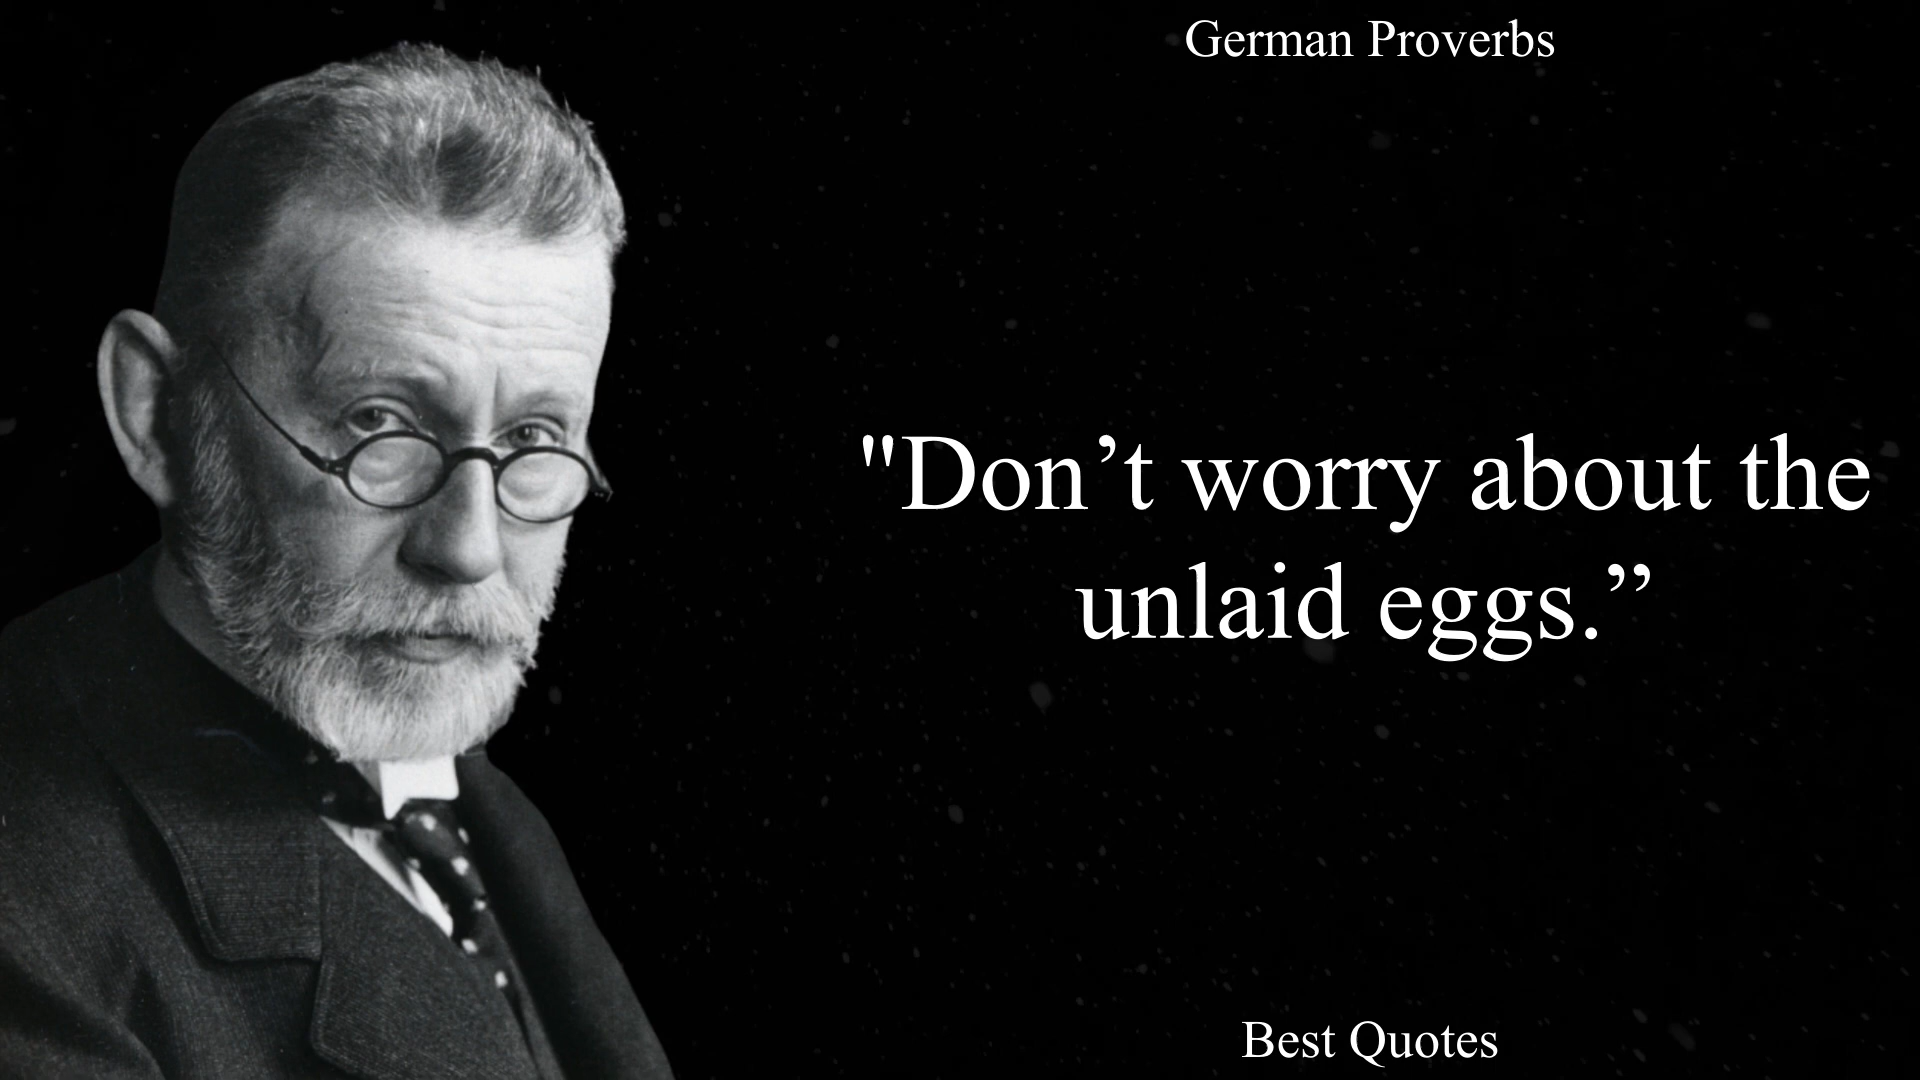 German Proverbs
"Don’t worry about the
unlaid eggs.”
Best Quotes